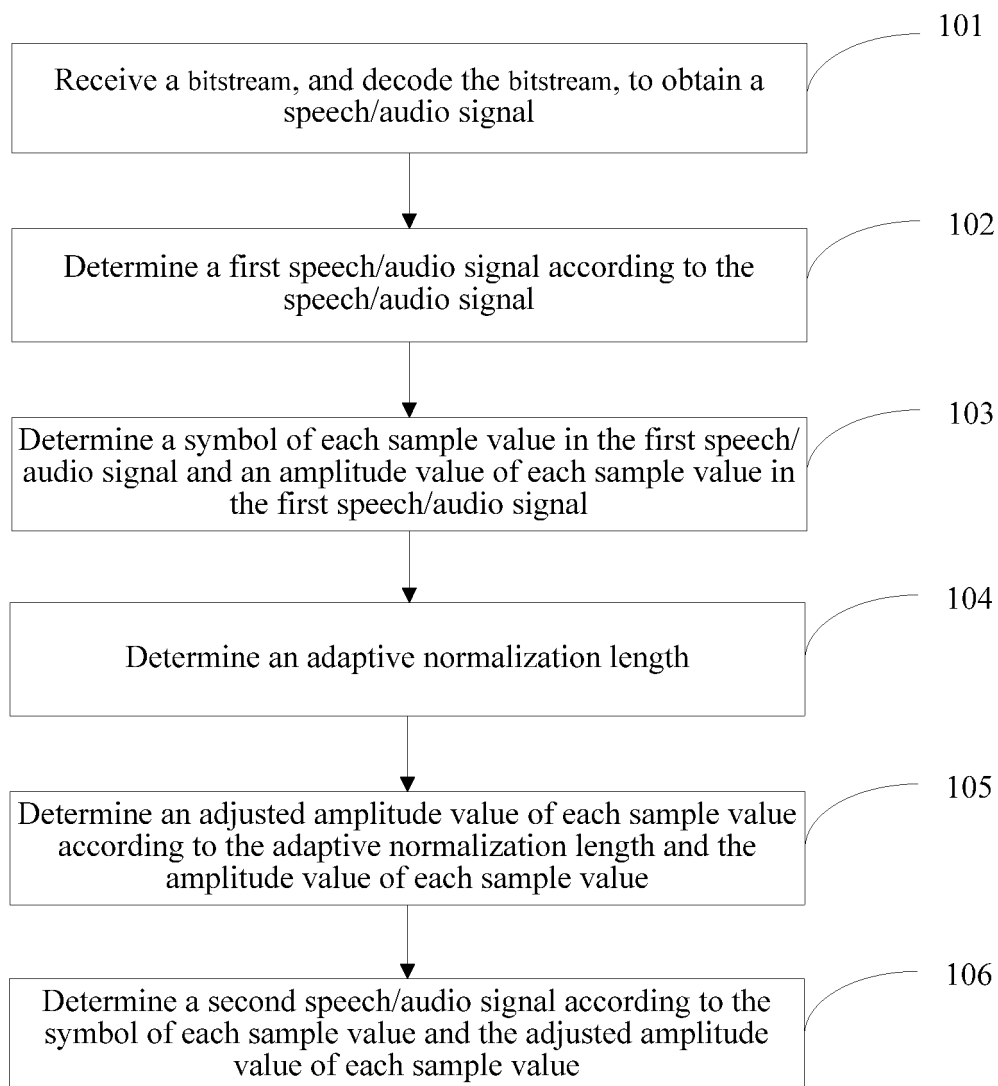 101
Receive a bitstream, and decode the bitstream, to obtain a
speech/audio signal
102
Determine a first speech/audio signal according to the
speech/audio signal
103
Determine a symbol of each sample value in the first speech/
audio signal and an amplitude value of each sample value in
the first speech/audio signal
104
Determine an adaptive normalization length
105
Determine an adjusted amplitude value of each sample value
according to the adaptive normalization length and the
amplitude value of each sample value
106
Determine a second speech/audio signal according to the
symbol of each sample value and the adjusted amplitude
value of each sample value